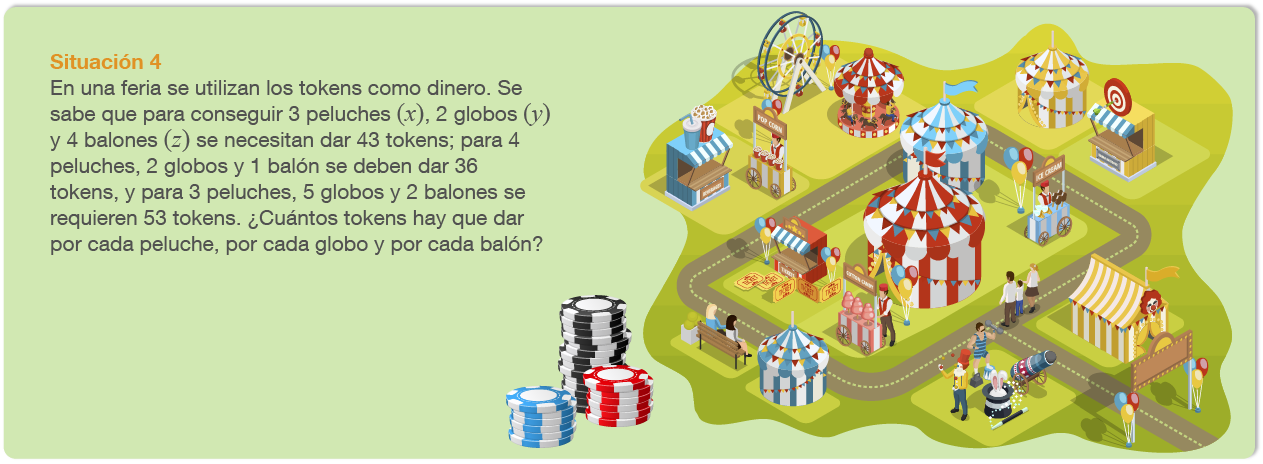 Situación 4
En una feria se utilizan los tokens como dinero. Se
sabe que para conseguir 3 peluches (x), 2 globos (y)
y 4 balones (z) se necesitan dar 43 tokens; para 4
peluches, 2 globos y 1 balón se deben dar 36
tokens, y para 3 peluches, 5 globos y 2 balones se
requieren 53 tokens. ¿Cuántos tokens hay que dar
por cada peluche, por cada globo y por cada balón?
POP CORN
ICE CREAM
COTTON CANDY